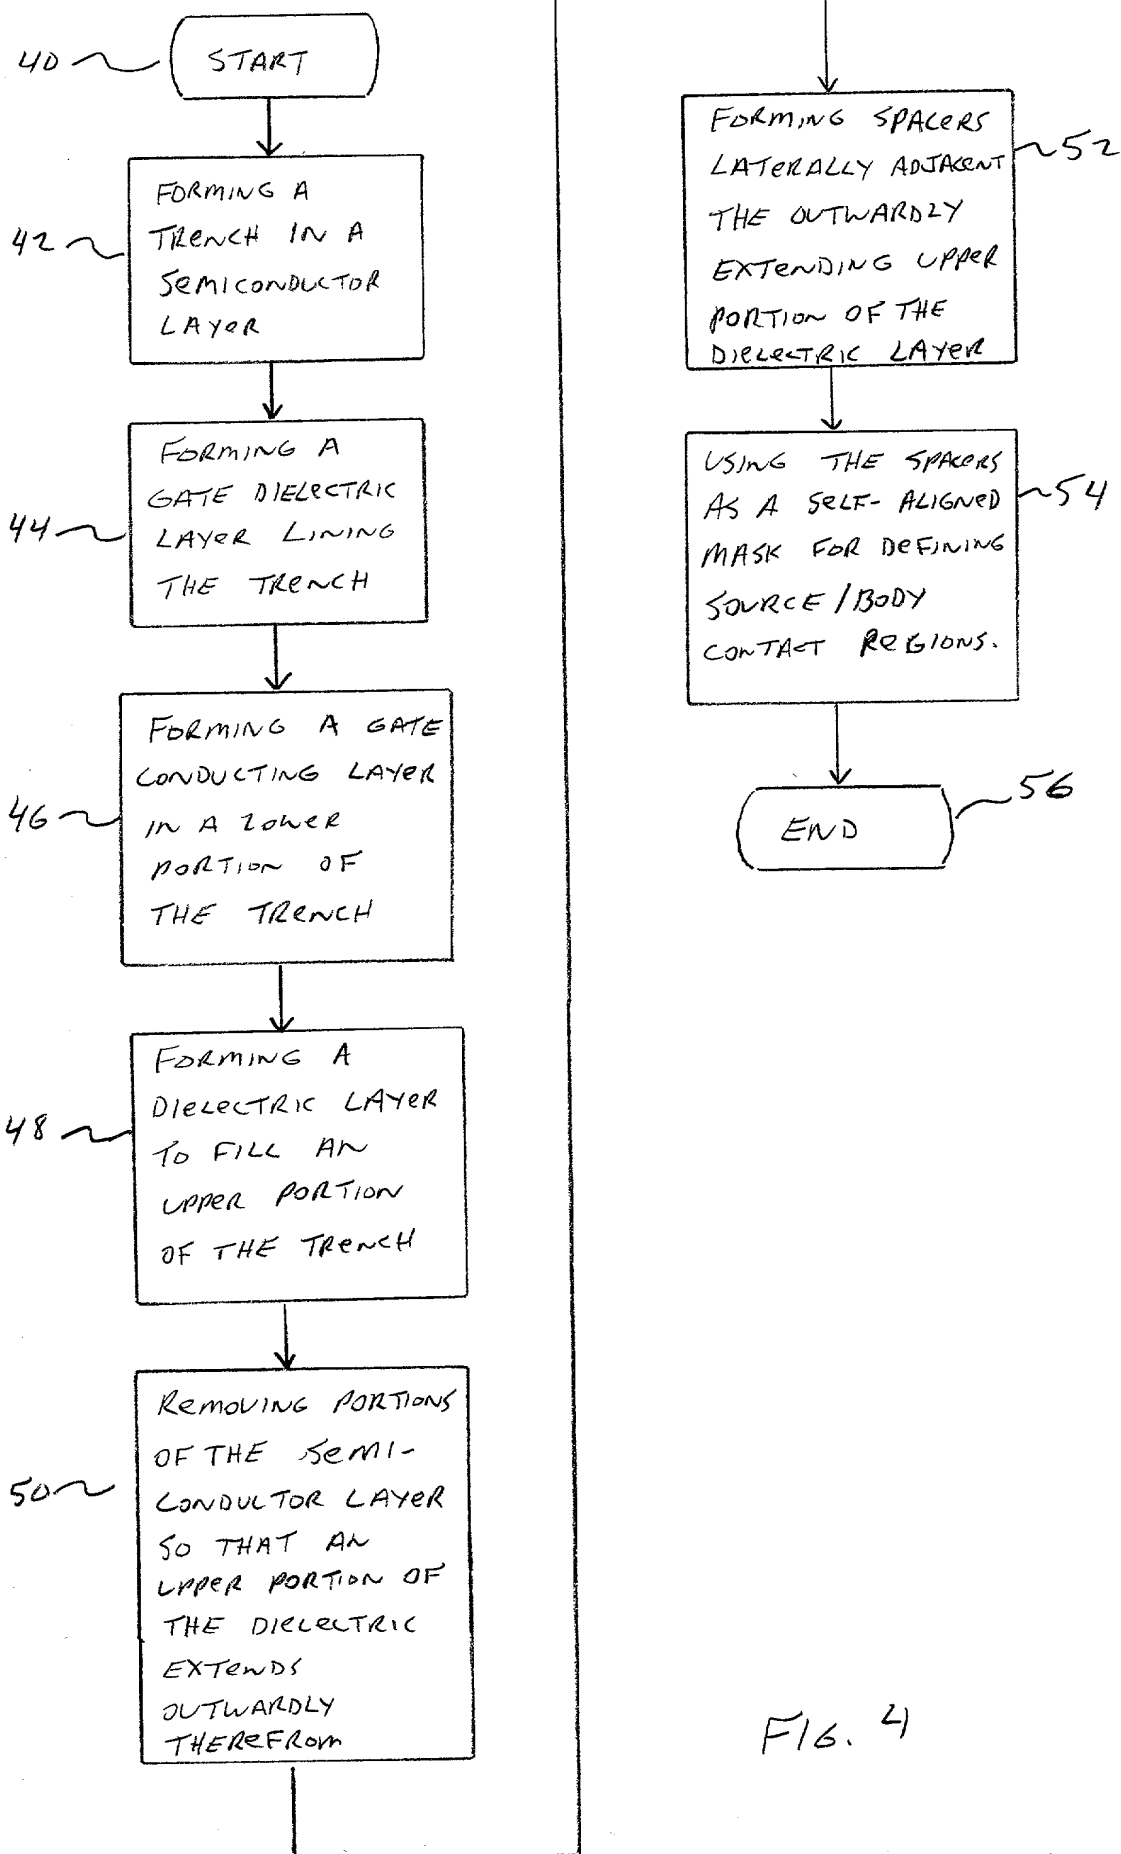 40
START
42
FORMING A
TRENCH IN A
SEMICONDUCTOR
LAYER
44
FORMING A
GATE DIELECTRIC
LAYER LINING
THE TRENCH
46
FORMING A GATE
CONDUCTING LAYER
IN A LOWER
PORTION OF
THE TRENCH
48
FORMING A
DIELECTRIC LAYER
TO FILL AN
UPPER PORTION
OF THE TRENCH
50
REMOVING PORTIONS
OF THE SEMI-
CONDUCTOR LAYER
SO THAT AN
UPPER PORTION OF
THE DIELECTRIC
EXTENDS
OUTWARDLY
THEREFROM
FORMING SPACERS
LATERALLY ADJACENT
THE OUTWARDLY
EXTENDING UPPER
PORTION OF THE
DIELECTRIC LAYER
52
USING THE SPACERS
AS A SELF-ALIGNED
MASK FOR DEFINING
SOURCE/BODY
CONTACT REGIONS.
54
END
56
FIG. 4